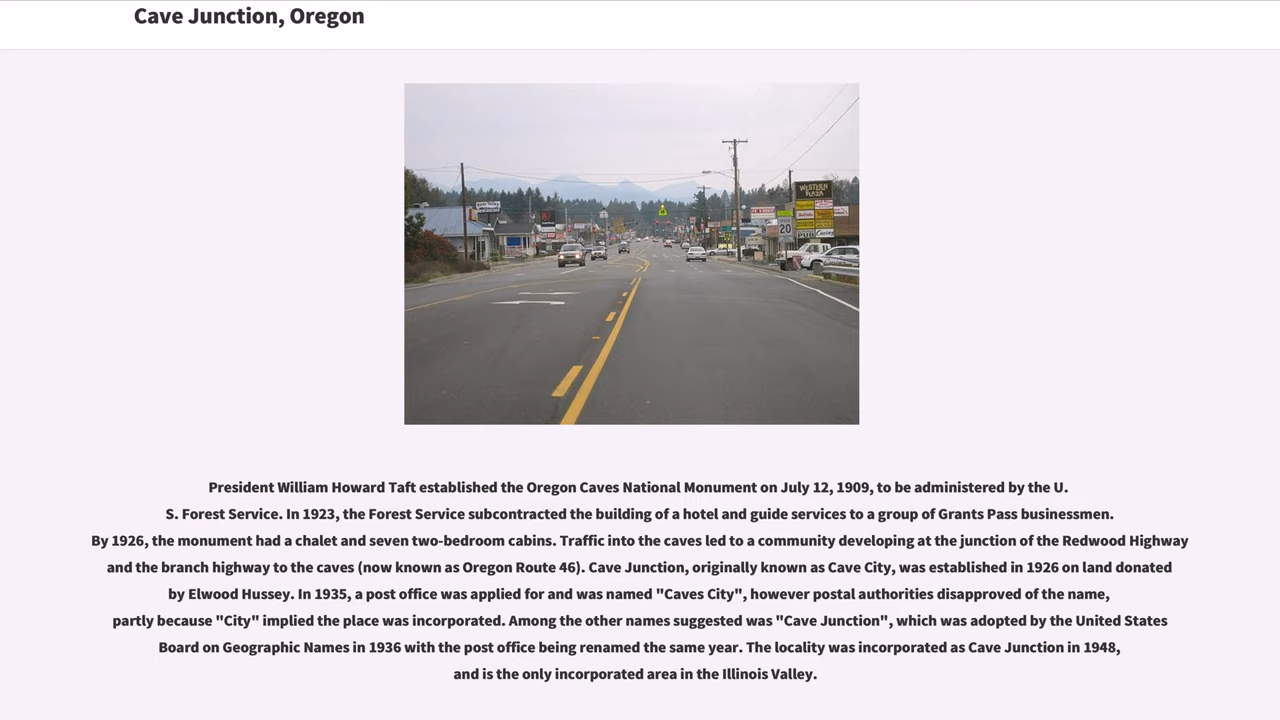 Cave Junction, Oregon
WESTERN
PLAZA
SPEED
20
PUB
President William Howard Taft established the Oregon Caves National Monument on July 12, 1909, to be administered by the U.
S. Forest Service. In 1923, the Forest Service subcontracted the building of a hotel and guide services to a group of Grants Pass businessmen.
By 1926, the monument had a chalet and seven two-bedroom cabins. Traffic into the caves led to a community developing at the junction of the Redwood Highway
and the branch highway to the caves (now known as Oregon Route 46). Cave Junction, originally known as Cave City, was established in 1926 on land donated
by Elwood Hussey. In 1935, a post office was applied for and was named "Caves City", however postal authorities disapproved of the name,
partly because "City" implied the place was incorporated. Among the other names suggested was "Cave Junction", which was adopted by the United States
Board on Geographic Names in 1936 with the post office being renamed the same year. The locality was incorporated as Cave Junction in 1948,
and is the only incorporated area in the Illinois Valley.